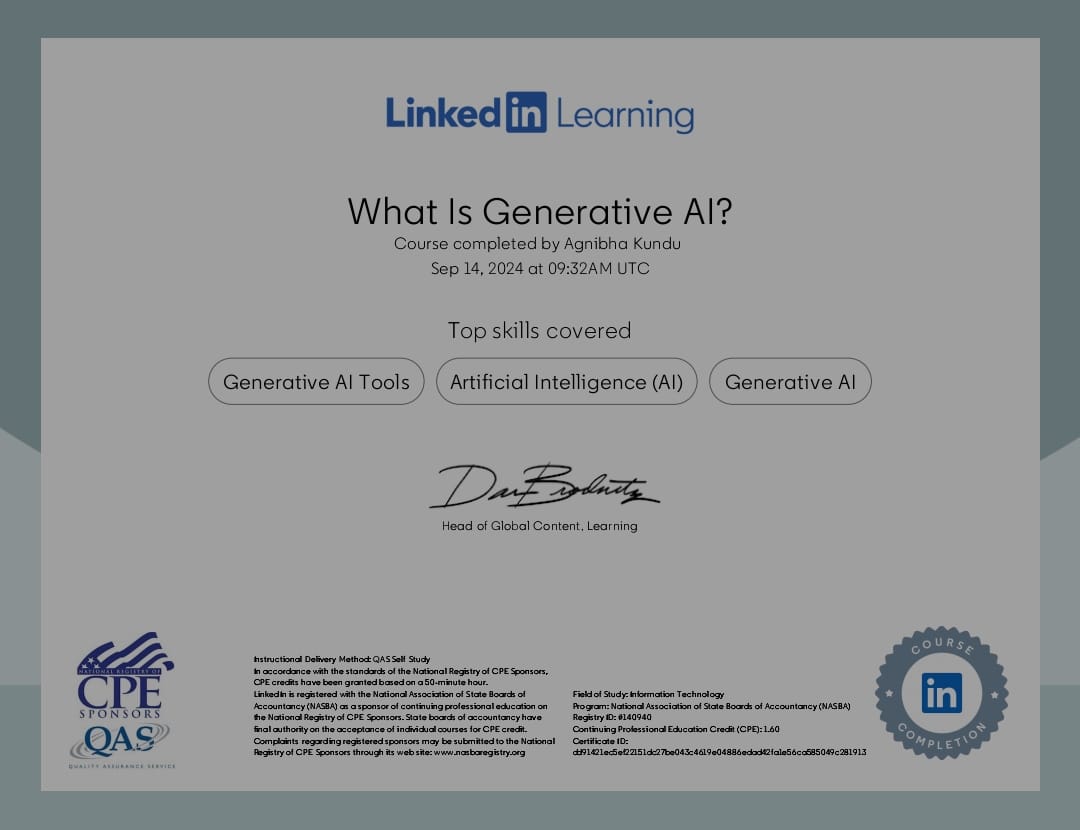 LinkedIn Learning
What Is Generative AI?
Course completed by Agnibha Kundu
Sep 14, 2024 at 09:32AM UTC
Top skills covered
Generative AI Tools
Artificial Intelligence (AI)
Generative AI
Head of Global Content, Learning
NATIONAL REGISTRY OF
CPE
SPONSORS
QAS
QUALITY ASSURANCE SERVICE
Instructional Delivery Method: QAS Self Study
In accordance with the standards of the National Registry of CPE Sponsors,
CPE credits have been granted based on a 50-minute hour.
LinkedIn is registered with the National Association of State Boards of
Accountancy (NASBA) as a sponsor of continuing professional education on
the National Registry of CPE Sponsors. State boards of accountancy have
final authority on the acceptance of individual courses for CPE credit.
Complaints regarding registered sponsors may be submitted to the National
Registry of CPE Sponsors through its web site: www.nasbaregistry.org
Field of Study: Information Technology
Program: National Association of State Boards of Accountancy (NASBA)
Registry ID: #140940
Continuing Professional Education Credit (CPE): 1.60
Certificate ID:
COURSE
in
COMPLETION